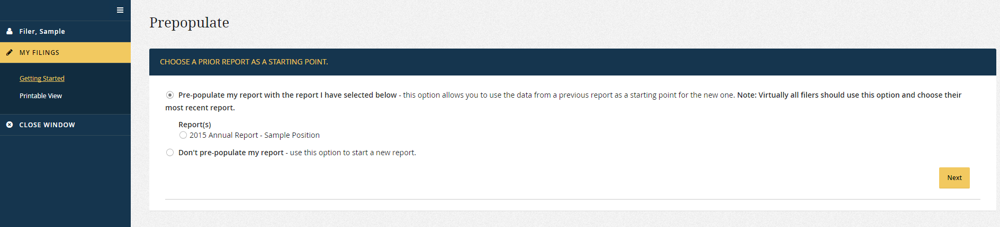 Filer, Sample
MY FILINGS
Getting Started
Printable View
CLOSE WINDOW
Prepopulate
CHOOSE A PRIOR REPORT AS A STARTING POINT.
Pre-populate my report with the report I have selected below - this option allows you to use the data from a previous report as a starting point for the new one. Note: Virtually all filers should use this option and choose their
most recent report.
Report(s)
2015 Annual Report - Sample Position
Don't pre-populate my report - use this option to start a new report.
Next